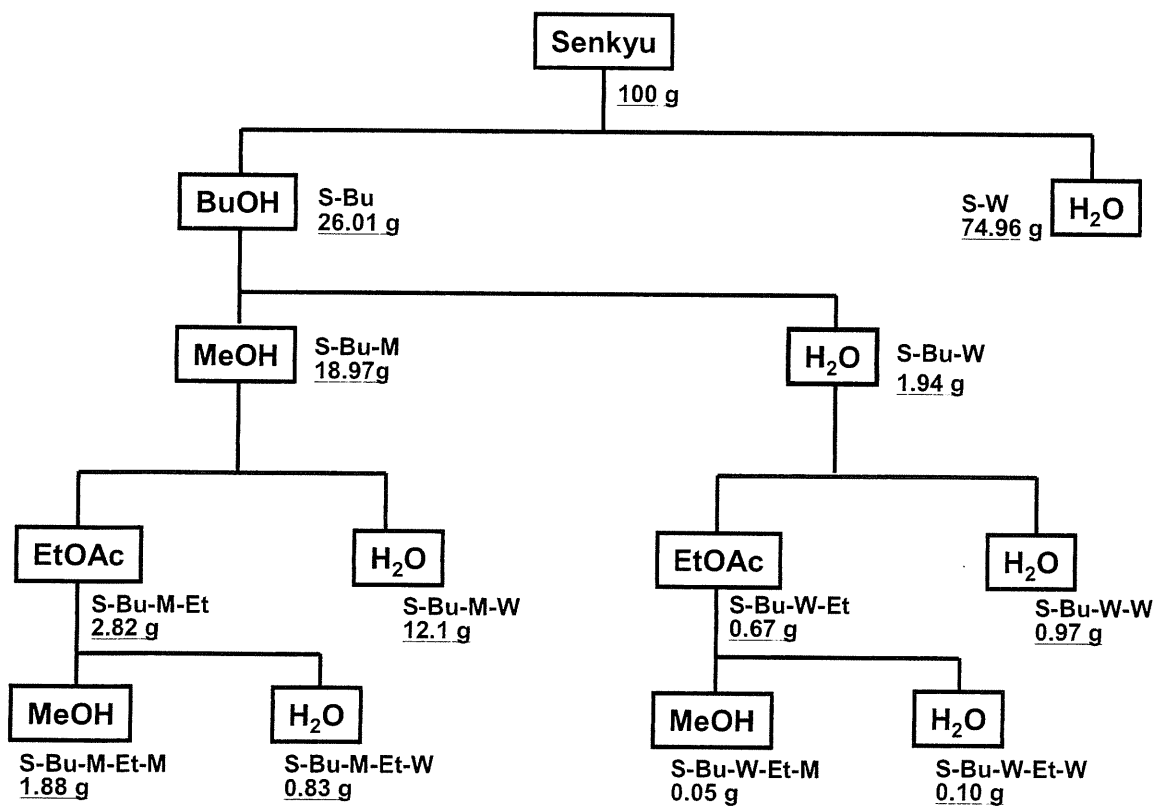 Senkyu
100 g
BuOH
S-Bu
26.01 g
S-W
74.96 g
H₂O
MeOH
S-Bu-M
18.97g
H₂O
S-Bu-W
1.94 g
EtOAc
H₂O
EtOAc
H₂O
S-Bu-M-Et
2.82 g
S-Bu-M-W
12.1 g
S-Bu-W-Et
0.67 g
S-Bu-W-W
0.97 g
MeOH
H₂O
MeOH
H₂O
S-Bu-M-Et-M
1.88 g
S-Bu-M-Et-W
0.83 g
S-Bu-W-Et-M
0.05 g
S-Bu-W-Et-W
0.10 g